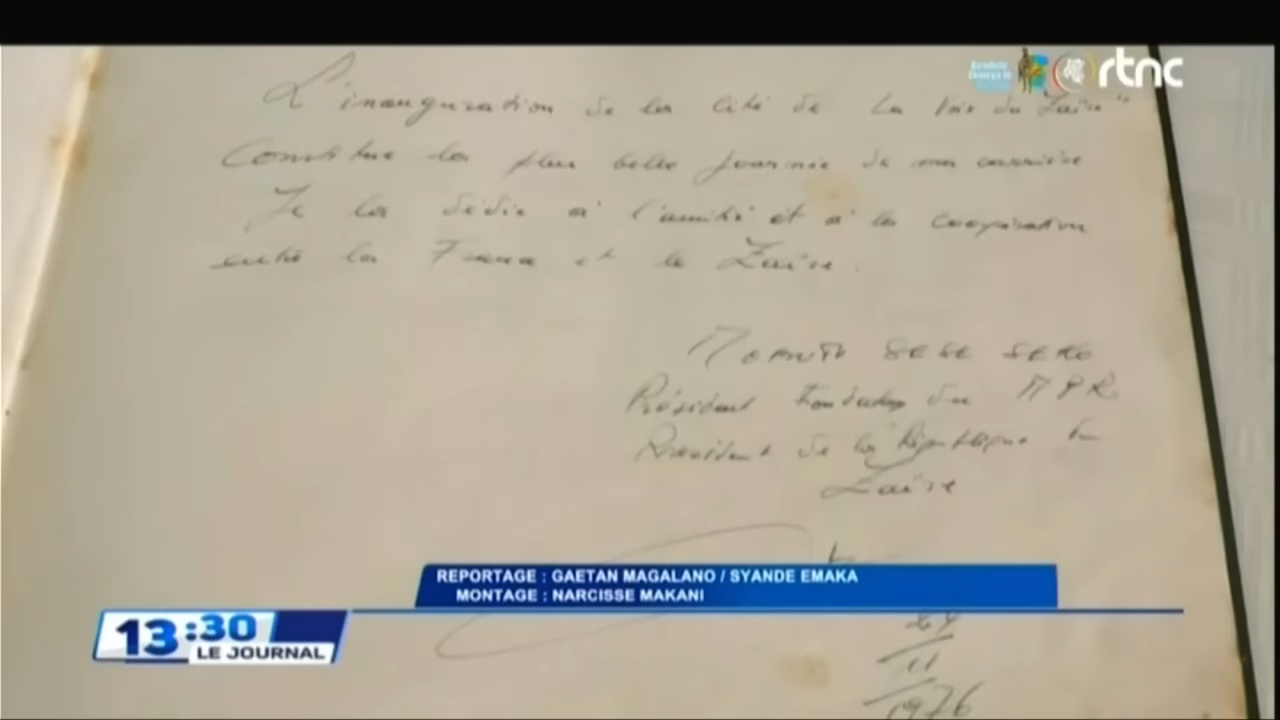 rtnc
L'inauguration de la cité de La Voix du Zaïre"
Constitue la plus belle journée de ma carrière
Je la dédie à l'amitié et à la coopération
entre la France et le Zaïre.
MOBUTU SESE SEKO
Président Fondateur du MPR
Président de la République du
Zaïre
REPORTAGE : GAETAN MAGALANO / SYANDE EMAKA
MONTAGE : NARCISSE MAKANI
13:30
LE JOURNAL
11
1976